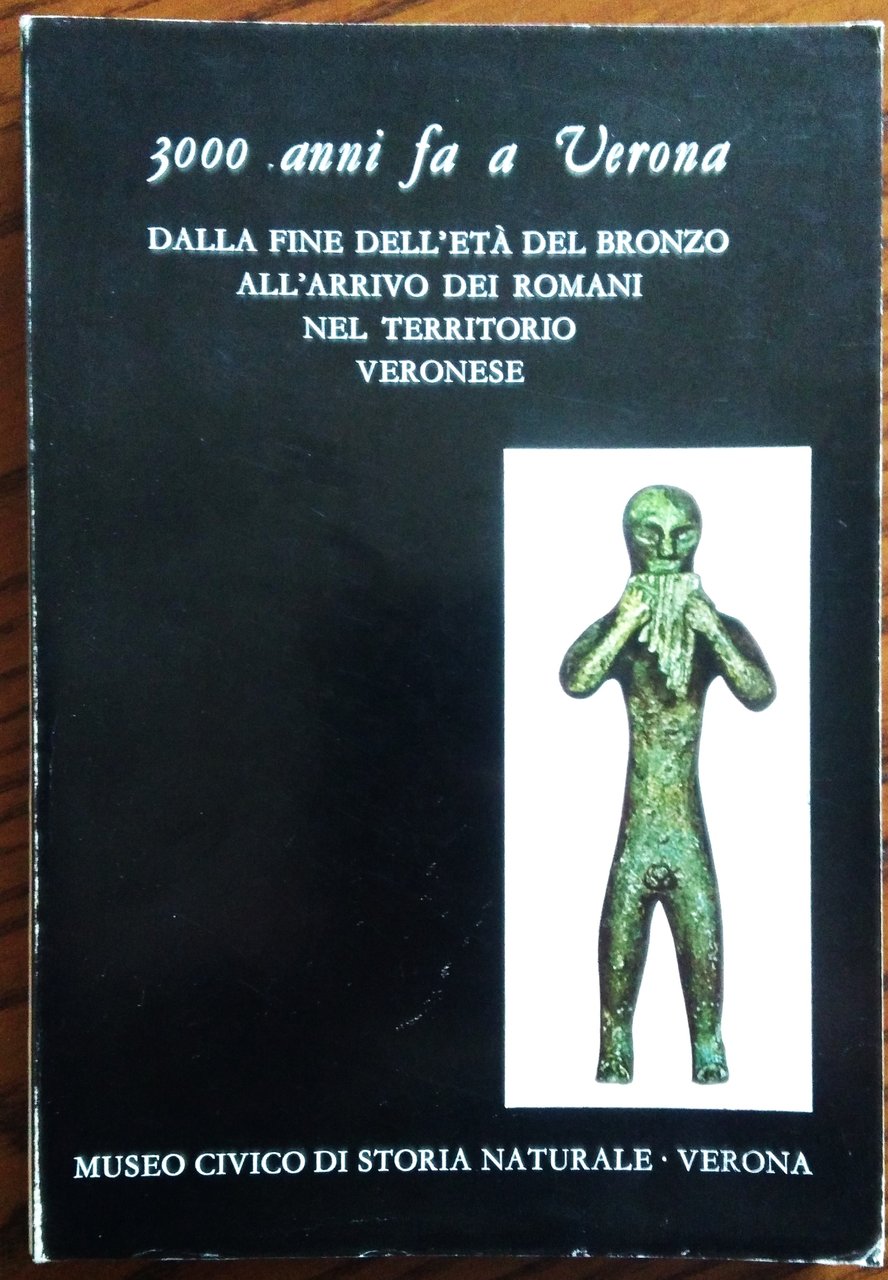 3000 anni fa a Verona
DALLA FINE DELL'ETÀ DEL BRONZO
ALL'ARRIVO DEI ROMANI
NEL TERRITORIO
VERONESE
MUSEO CIVICO DI STORIA NATURALE · VERONA